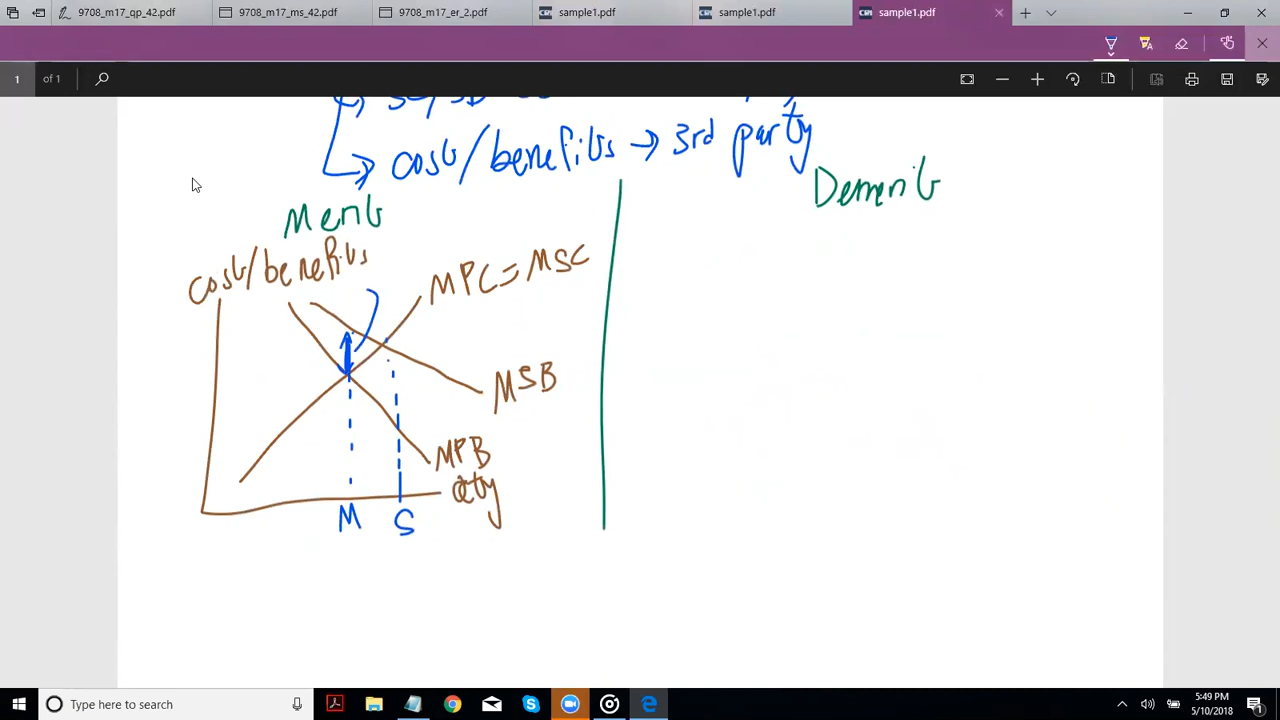 9708_m17_qp_42.pdf 9708_m17_ms_42.pdf 9708_m17_er_2.pdf sample1.pdf sample1.pdf sample1.pdf
1 of 1
cost/benefits → 3rd party
Merit
Demerit
cost/benefits
MPC = MSC
MSB
MPB
Qty
M S
Type here to search
5:49 PM
5/10/2018